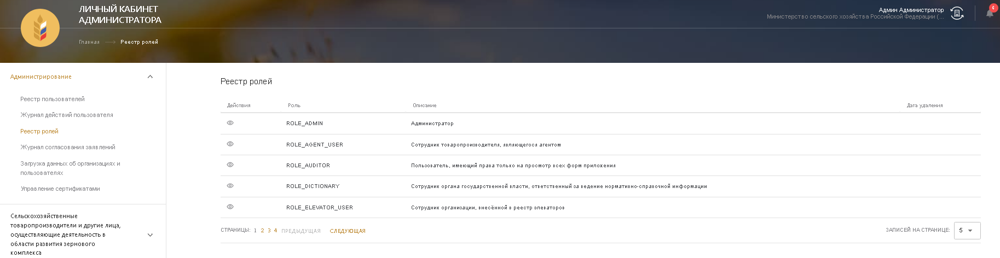 ЛИЧНЫЙ КАБИНЕТ
АДМИНИСТРАТОРА
Админ Администратор
Министерство сельского хозяйства Российской Федерации (...
6
Главная
Реестр ролей
Администрирование
Реестр пользователей
Журнал действий пользователя
Реестр ролей
Журнал согласования заявлений
Загрузка данных об организациях и
пользователях
Управление сертификатами
Сельскохозяйственные
товаропроизводители и другие лица,
осуществляющие деятельность в
области развития зернового
комплекса
Реестр ролей
Действия Роль Описание Дата удаления
ROLE_ADMIN Администратор
ROLE_AGENT_USER Сотрудник товаропроизводителя, являющегося агентом
ROLE_AUDITOR Пользователь, имеющий права только на просмотр всех форм приложения
ROLE_DICTIONARY Сотрудник органа государственной власти, ответственный за ведение нормативно-справочной информации
ROLE_ELEVATOR_USER Сотрудник организации, внесённой в реестр элеваторов
СТРАНИЦЫ: 1 2 3 4 ПРЕДЫДУЩАЯ СЛЕДУЮЩАЯ ЗАПИСЕЙ НА СТРАНИЦЕ: 5